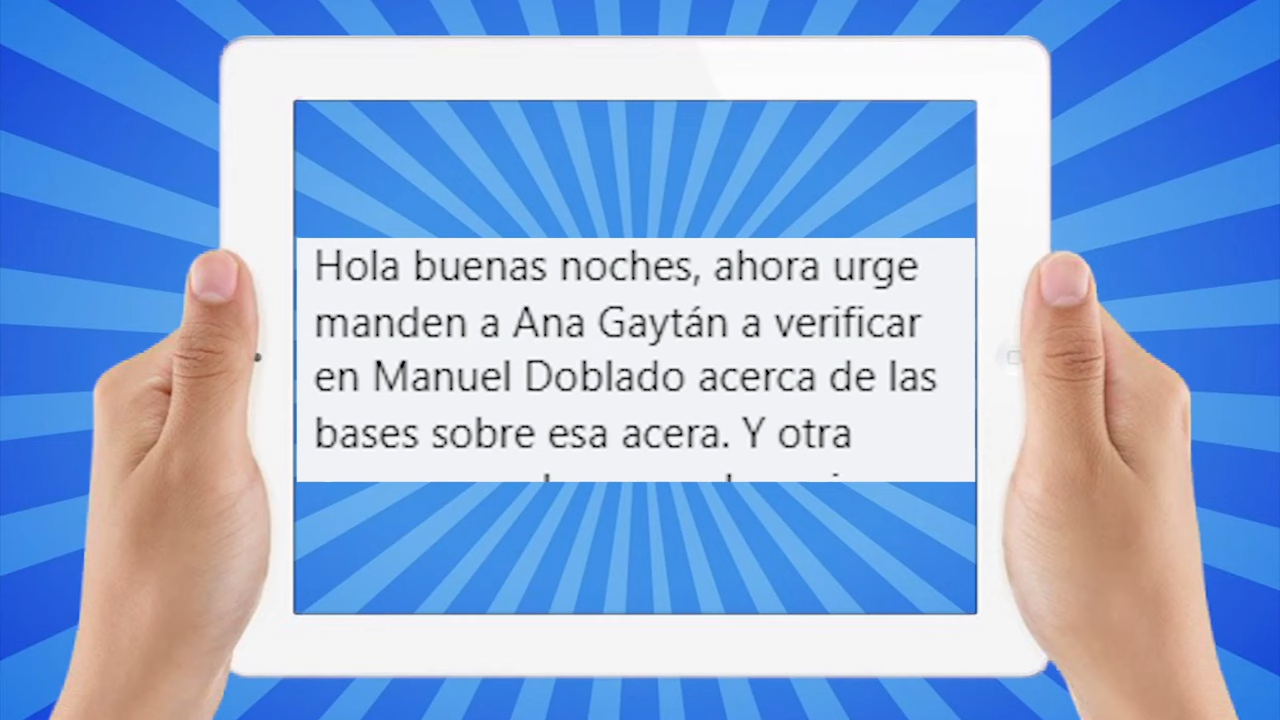 Hola buenas noches, ahora urge
manden a Ana Gaytán a verificar
en Manuel Doblado acerca de las
bases sobre esa acera. Y otra